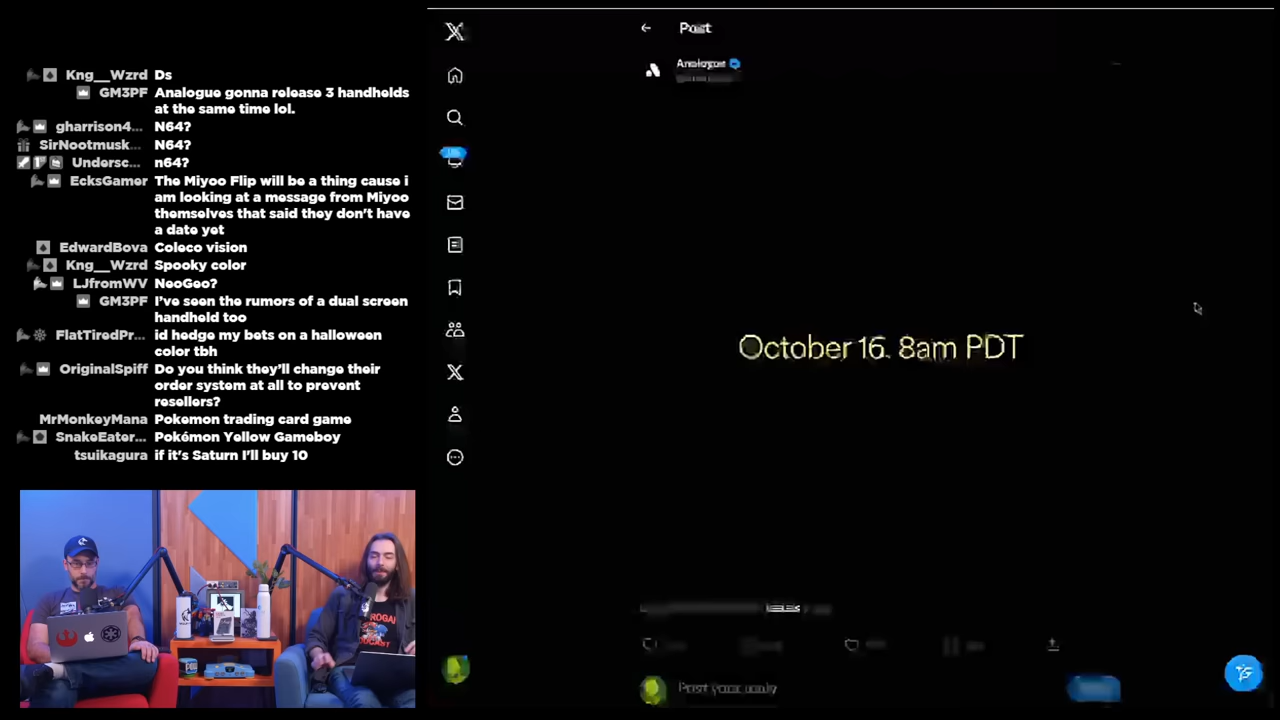 Kng__Wzrd Ds
GM3PF Analogue gonna release 3 handhelds
at the same time lol.
gharrison4... N64?
SirNootmusk... N64?
Undersc... n64?
EcksGamer The Miyoo Flip will be a thing cause i
am looking at a message from Miyoo
themselves that said they don't have
a date yet
EdwardBova Coleco vision
Kng__Wzrd Spooky color
LJfromWV NeoGeo?
GM3PF I've seen the rumors of a dual screen
handheld too
FlatTiredPr... id hedge my bets on a halloween
color tbh
OriginalSpiff Do you think they'll change their
order system at all to prevent
resellers?
MrMonkeyMana Pokemon trading card game
SnakeEater... Pokémon Yellow Gameboy
tsuikagura if it's Saturn I'll buy 10
Post
Analogue
October 16. 8am PDT
Post your reply